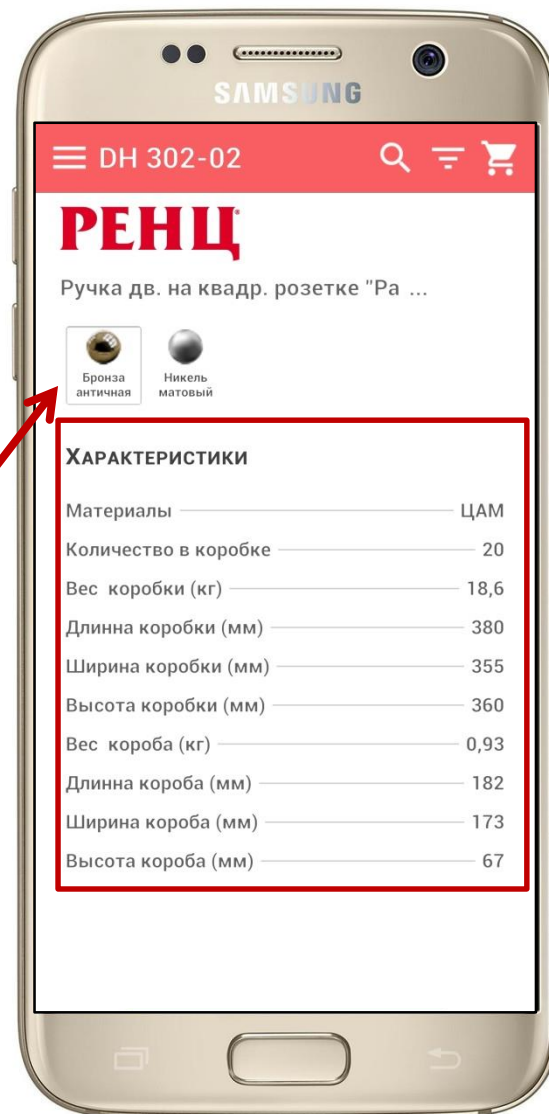 SAMSUNG
DH 302-02
РЕНЦ
Ручка дв. на квадр. розетке "Ра ...
Бронза античная
Никель матовый
ХАРАКТЕРИСТИКИ
Материалы ЦАМ
Количество в коробке 20
Вес коробки (кг) 18,6
Длинна коробки (мм) 380
Ширина коробки (мм) 355
Высота коробки (мм) 360
Вес короба (кг) 0,93
Длинна короба (мм) 182
Ширина короба (мм) 173
Высота короба (мм) 67